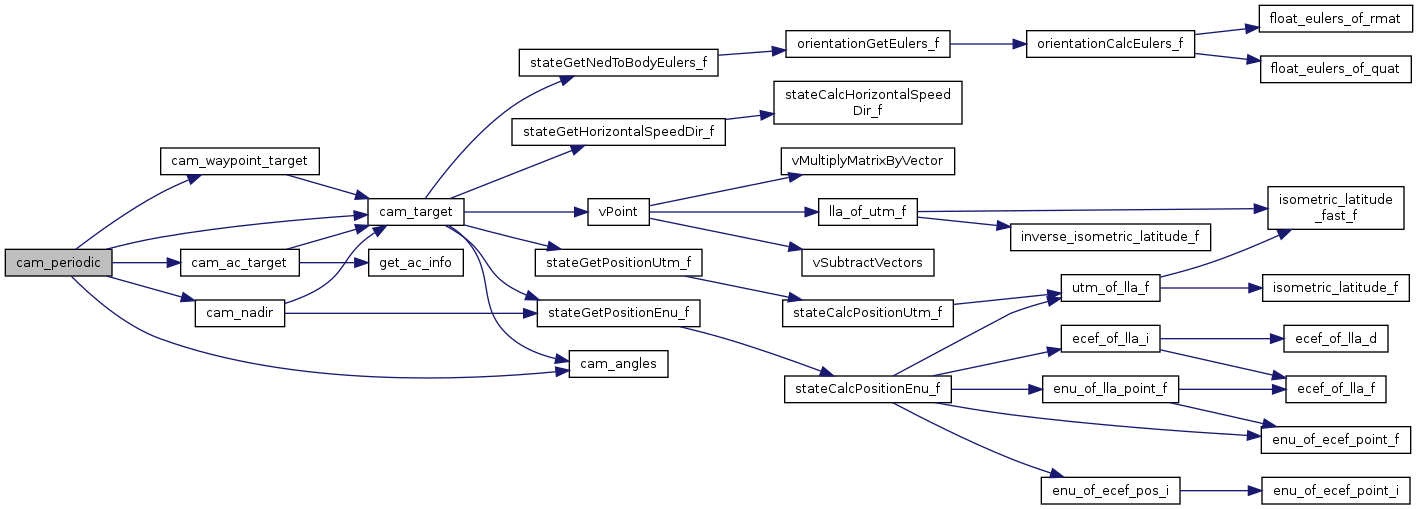 float_eulers_of_rmat
orientationGetEulers_f
orientationCalcEulers_f
stateGetNedToBodyEulers_f
float_eulers_of_quat
stateCalcHorizontalSpeed
Dir_f
stateGetHorizontalSpeedDir_f
cam_waypoint_target
vMultiplyMatrixByVector
isometric_latitude
_fast_f
cam_target
vPoint
lla_of_utm_f
inverse_isometric_latitude_f
cam_periodic
cam_ac_target
get_ac_info
stateGetPositionUtm_f
vSubtractVectors
utm_of_lla_f
isometric_latitude_f
cam_nadir
stateGetPositionEnu_f
stateCalcPositionUtm_f
ecef_of_lla_i
ecef_of_lla_d
cam_angles
stateCalcPositionEnu_f
enu_of_lla_point_f
ecef_of_lla_f
enu_of_ecef_point_f
enu_of_ecef_pos_i
enu_of_ecef_point_i